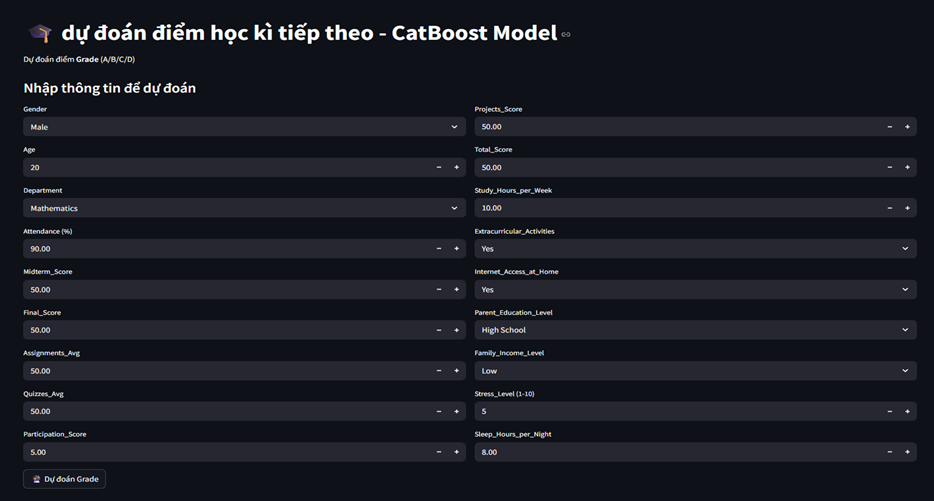 dự đoán điểm học kì tiếp theo - CatBoost Model
Dự đoán điểm Grade (A/B/C/D)
Nhập thông tin để dự đoán
Gender
Male
Age
20
Department
Mathematics
Attendance (%)
90.00
Midterm_Score
50.00
Final_Score
50.00
Assignments_Avg
50.00
Quizzes_Avg
50.00
Participation_Score
5.00
Projects_Score
50.00
Total_Score
50.00
Study_Hours_per_Week
10.00
Extracurricular_Activities
Yes
Internet_Access_at_Home
Yes
Parent_Education_Level
High School
Family_Income_Level
Low
Stress_Level (1-10)
5
Sleep_Hours_per_Night
8.00
Dự đoán Grade